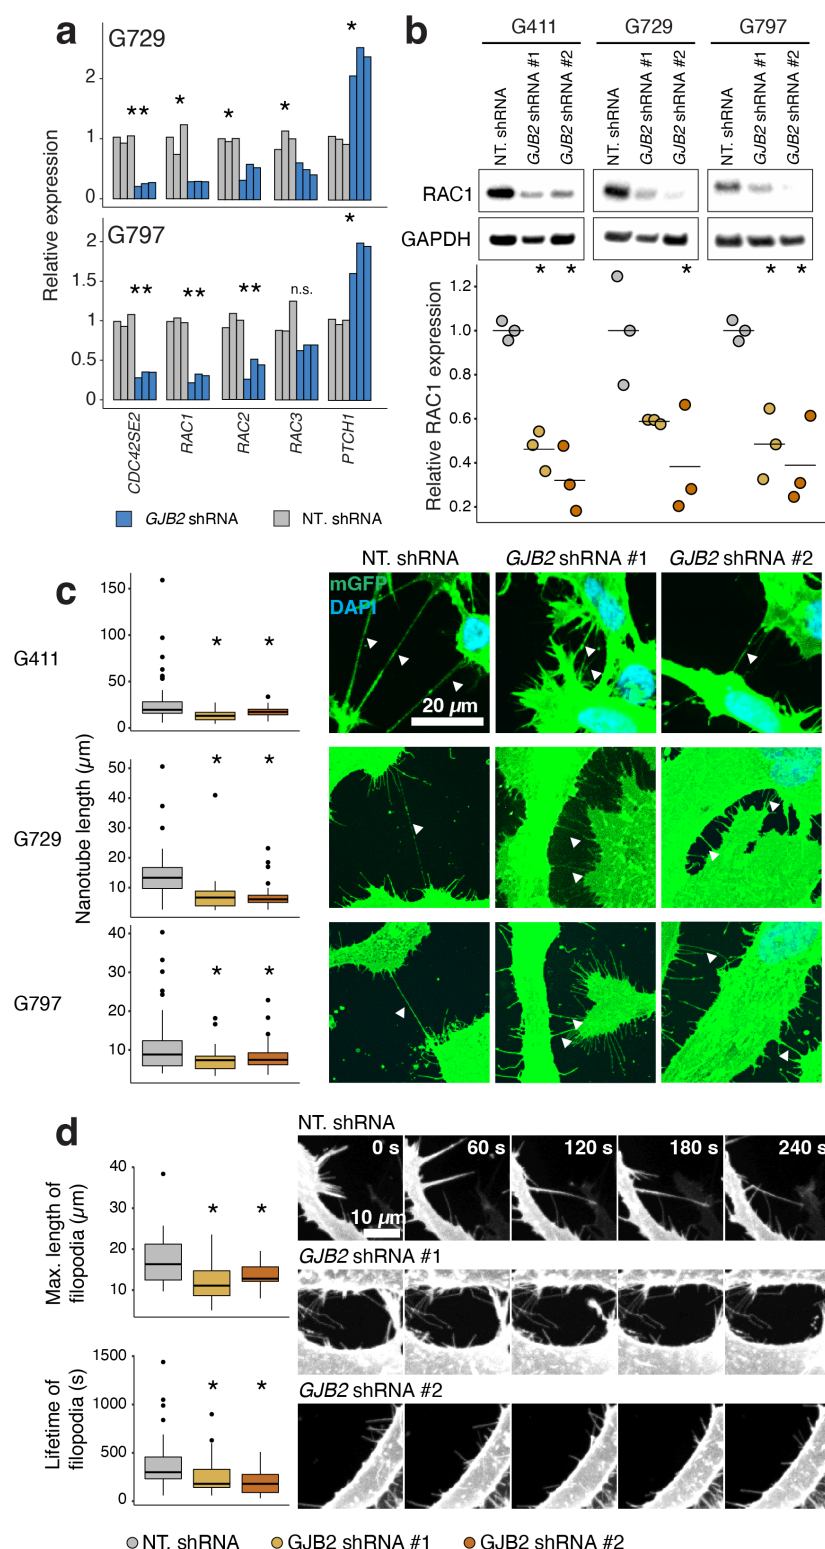 a
G729
Relative expression
2
1
0
*
*
*
*
*
*
G797
2
1
0.5
0
**
**
**
n.s.
*
CDC42SE2
RAC1
RAC2
RAC3
PTCH1
GJB2 shRNA
NT. shRNA
b
G411
G729
G797
NT. shRNA
GJB2 shRNA #1
GJB2 shRNA #2
NT. shRNA
GJB2 shRNA #1
GJB2 shRNA #2
NT. shRNA
GJB2 shRNA #1
GJB2 shRNA #2
RAC1
GAPDH
*
*
*
*
*
Relative RAC1 expression
1.2
1.0
0.8
0.6
0.4
0.2
c
NT. shRNA
GJB2 shRNA #1
GJB2 shRNA #2
mGFP
DAPI
20 µm
Nanotube length (µm)
G411
150
100
50
0
*
*
G729
50
40
30
20
10
*
*
G797
40
30
20
10
*
*
d
NT. shRNA
0 s
60 s
120 s
180 s
240 s
10 µm
GJB2 shRNA #1
GJB2 shRNA #2
Max. length of
filopodia (µm)
40
30
20
10
*
*
Lifetime of
filopodia (s)
1500
1000
500
0
*
*
NT. shRNA
GJB2 shRNA #1
GJB2 shRNA #2